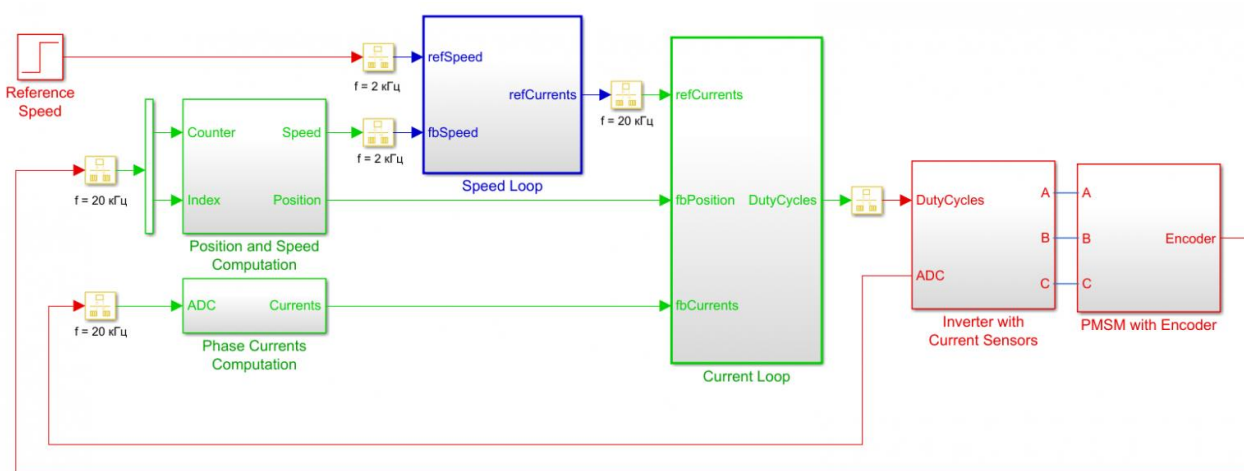 Reference
Speed
f = 2 кГц
refSpeed
refCurrents
fbSpeed
Speed Loop
f = 20 кГц
refCurrents
Counter
Speed
f = 2 кГц
Index
Position
Position and Speed
Computation
f = 20 кГц
fbPosition
DutyCycles
fbCurrents
Current Loop
ADC
Currents
Phase Currents
Computation
f = 20 кГц
DutyCycles
ADC
A
B
C
Inverter with
Current Sensors
A
B
C
Encoder
PMSM with Encoder